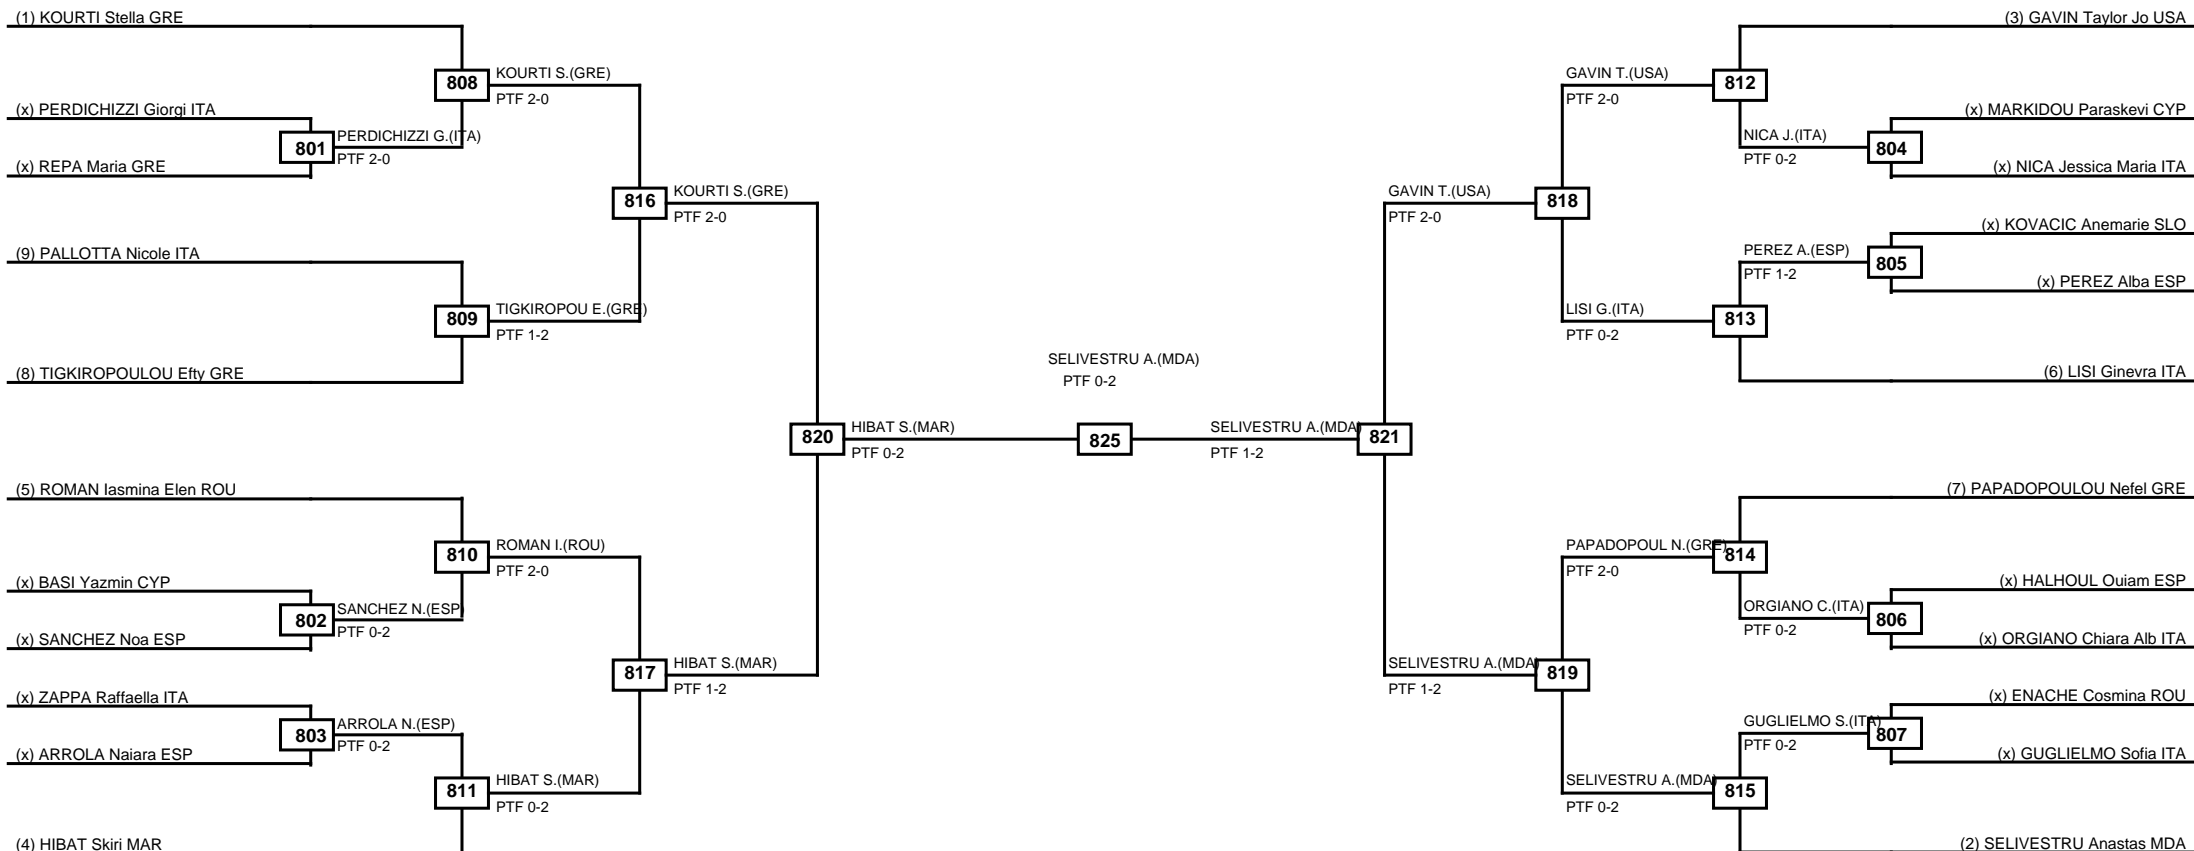 (1) KOURTI Stella GRE
(3) GAVIN Taylor Jo USA
808
KOURTI S.(GRE)
PTF 2-0
GAVIN T.(USA)
PTF 2-0
812
(x) PERDICHIZZI Giorgi ITA
(x) MARKIDOU Paraskevi CYP
801
PERDICHIZZI G.(ITA)
PTF 2-0
NICA J.(ITA)
PTF 0-2
804
(x) REPA Maria GRE
(x) NICA Jessica Maria ITA
816
KOURTI S.(GRE)
PTF 2-0
GAVIN T.(USA)
PTF 2-0
818
(x) KOVACIC Anemarie SLO
(9) PALLOTTA Nicole ITA
PEREZ A.(ESP)
PTF 1-2
805
(x) PEREZ Alba ESP
809
TIGKIROPOU E.(GRE)
PTF 1-2
LISI G.(ITA)
PTF 0-2
813
(8) TIGKIROPOULOU Efty GRE
SELIVESTRU A.(MDA)
PTF 0-2
(6) LISI Ginevra ITA
820
HIBAT S.(MAR)
PTF 0-2
825
SELIVESTRU A.(MDA)
PTF 1-2
821
(5) ROMAN Iasmina Elen ROU
(7) PAPADOPOULOU Nefel GRE
810
ROMAN I.(ROU)
PTF 2-0
PAPADOPOUL N.(GRE)
PTF 2-0
814
(x) BASI Yazmin CYP
(x) HALHOUL Ouiam ESP
802
SANCHEZ N.(ESP)
PTF 0-2
ORGIANO C.(ITA)
PTF 0-2
806
(x) SANCHEZ Noa ESP
(x) ORGIANO Chiara Alb ITA
817
HIBAT S.(MAR)
PTF 1-2
SELIVESTRU A.(MDA)
PTF 1-2
819
(x) ZAPPA Raffaella ITA
(x) ENACHE Cosmina ROU
803
ARROLA N.(ESP)
PTF 0-2
GUGLIELMO S.(ITA)
PTF 0-2
807
(x) ARROLA Naiara ESP
(x) GUGLIELMO Sofia ITA
811
HIBAT S.(MAR)
PTF 0-2
SELIVESTRU A.(MDA)
PTF 0-2
815
(4) HIBAT Skiri MAR
(2) SELIVESTRU Anastas MDA